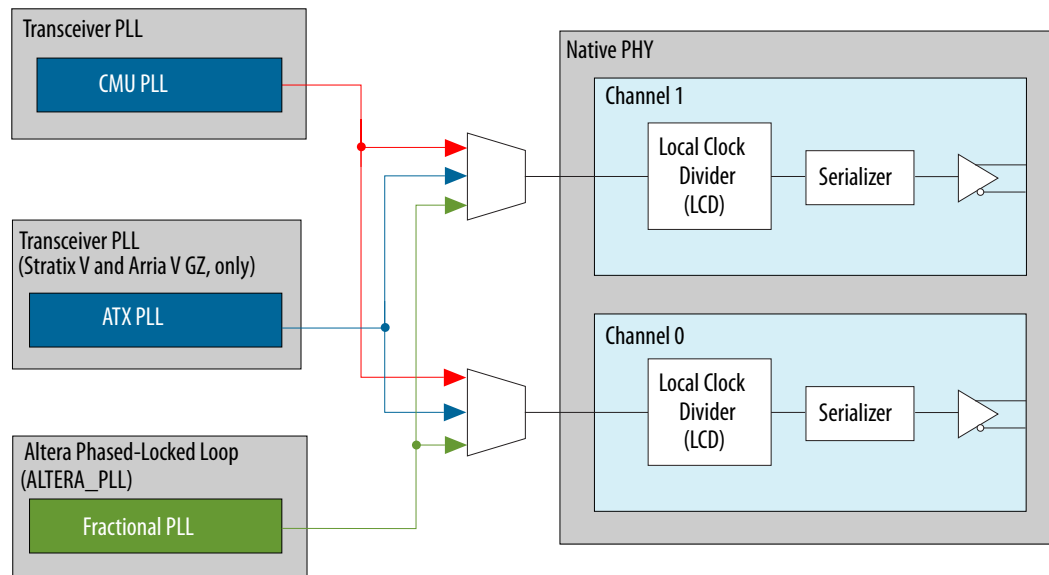 Transceiver PLL
CMU PLL
Transceiver PLL
(Stratix V and Arria V GZ, only)
ATX PLL
Altera Phased-Locked Loop
(ALTERA_PLL)
Fractional PLL
Native PHY
Channel 1
Local Clock
Divider
(LCD)
Serializer
Channel 0
Local Clock
Divider
(LCD)
Serializer